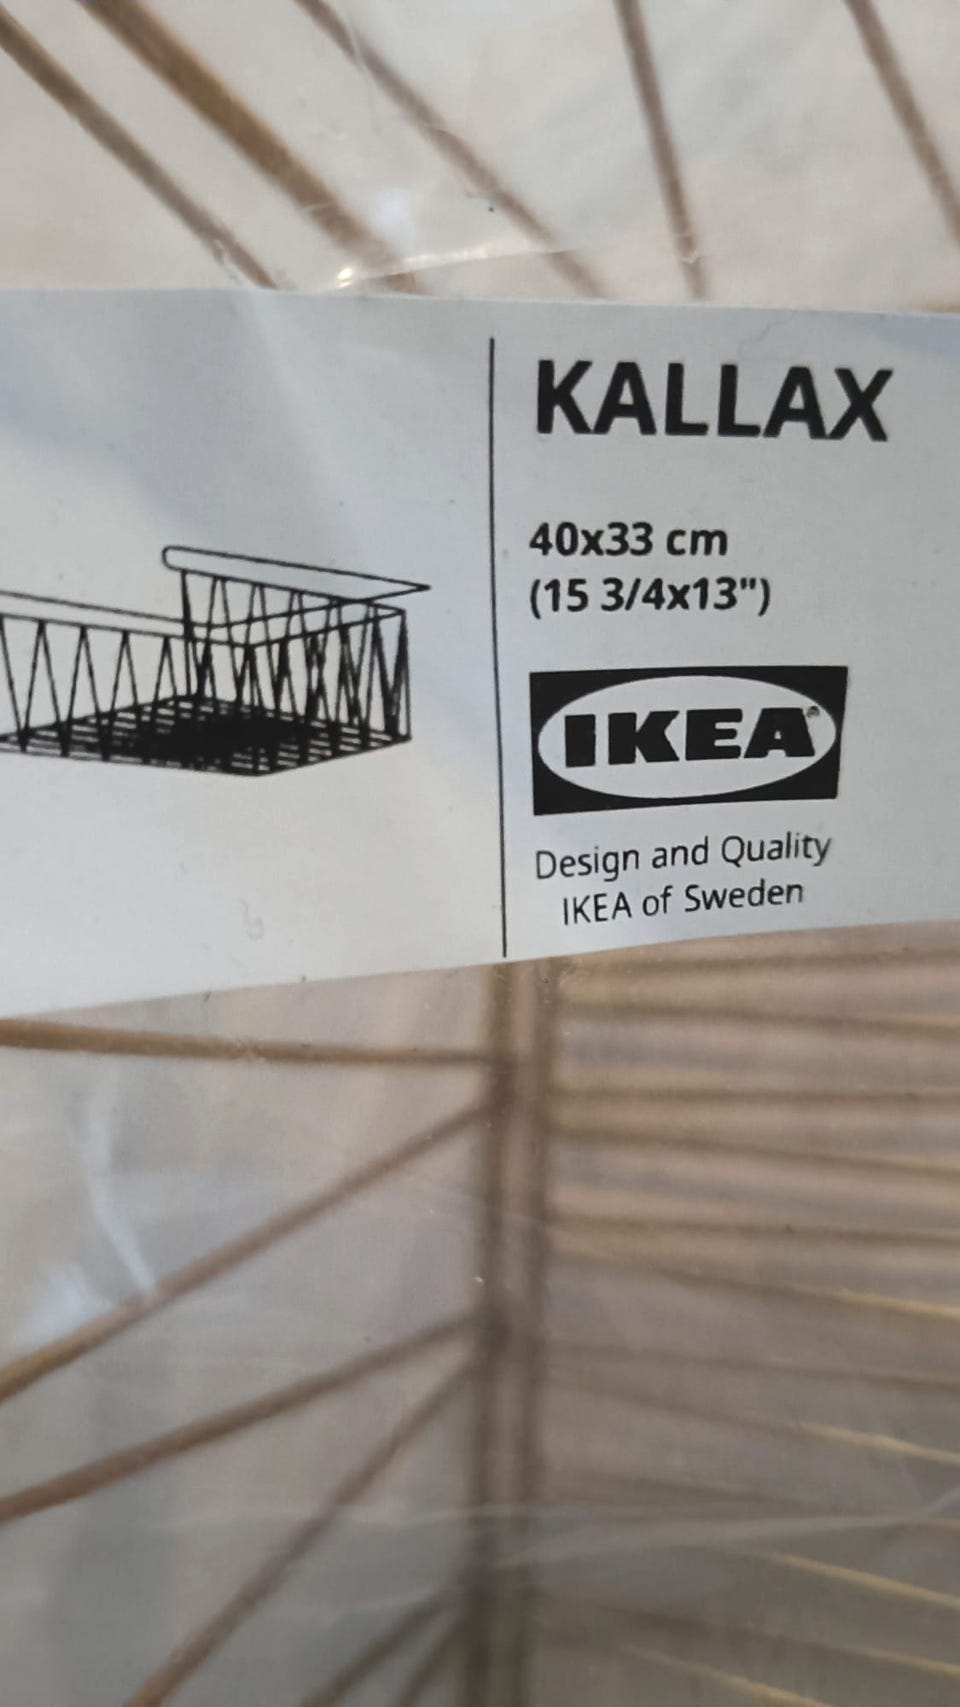 KALLAX
40x33 cm
(15 3/4x13")
IKEA®
Design and Quality
IKEA of Sweden